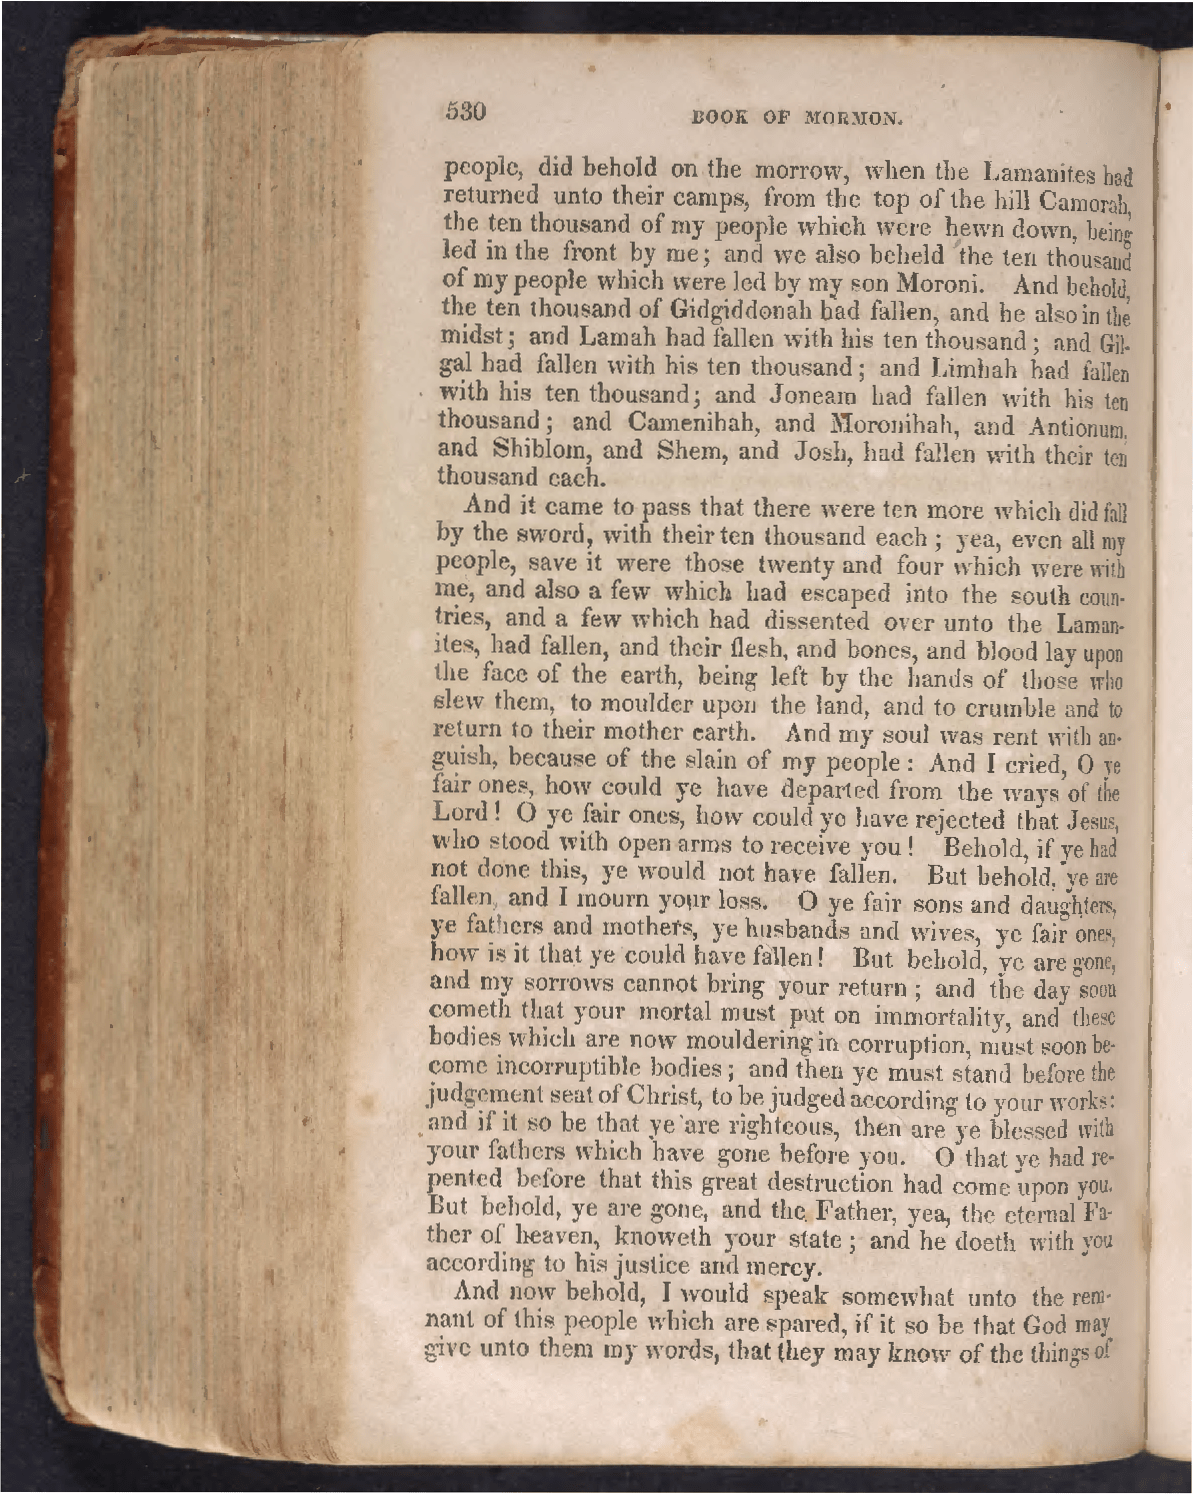 530 BOOK OF MORMON.
people, did behold on the morrow, when the Lamanites had
returned unto their camps, from the top of the hill Camorah,
the ten thousand of my people which were hewn down, being
led in the front by me; and we also beheld the ten thousand
of my people which were led by my son Moroni. And behold,
the ten thousand of Gidgiddonah had fallen, and he also in the
midst; and Lamah had fallen with his ten thousand; and Gil-
gal had fallen with his ten thousand; and Limhah had fallen
with his ten thousand; and Joneam had fallen with his ten
thousand; and Camenihah, and Moronihah, and Antionum,
and Shiblom, and Shem, and Josh, had fallen with their ten
thousand each.
And it came to pass that there were ten more which did fall
by the sword, with their ten thousand each; yea, even all my
people, save it were those twenty and four which were with
me, and also a few which had escaped into the south coun-
tries, and a few which had dissented over unto the Laman-
ites, had fallen, and their flesh, and bones, and blood lay upon
the face of the earth, being left by the hands of those who
slew them, to moulder upon the land, and to crumble and to
return to their mother earth. And my soul was rent with an-
guish, because of the slain of my people: And I cried, O ye
fair ones, how could ye have departed from the ways of the
Lord! O ye fair ones, how could ye have rejected that Jesus,
who stood with open arms to receive you! Behold, if ye had
not done this, ye would not have fallen. But behold, ye are
fallen, and I mourn your loss. O ye fair sons and daughters,
ye fathers and mothers, ye husbands and wives, ye fair ones,
how is it that ye could have fallen! But behold, ye are gone,
and my sorrows cannot bring your return; and the day soon
cometh that your mortal must put on immortality, and these
bodies which are now mouldering in corruption, must soon be-
come incorruptible bodies; and then ye must stand before the
judgement seat of Christ, to be judged according to your works:
and if it so be that ye are righteous, then are ye blessed with
your fathers which have gone before you. O that ye had re-
pented before that this great destruction had come upon you.
But behold, ye are gone, and the Father, yea, the eternal Fa-
ther of heaven, knoweth your state; and he doeth with you
according to his justice and mercy.
And now behold, I would speak somewhat unto the rem-
nant of this people which are spared, if it so be that God may
give unto them my words, that they may know of the things of